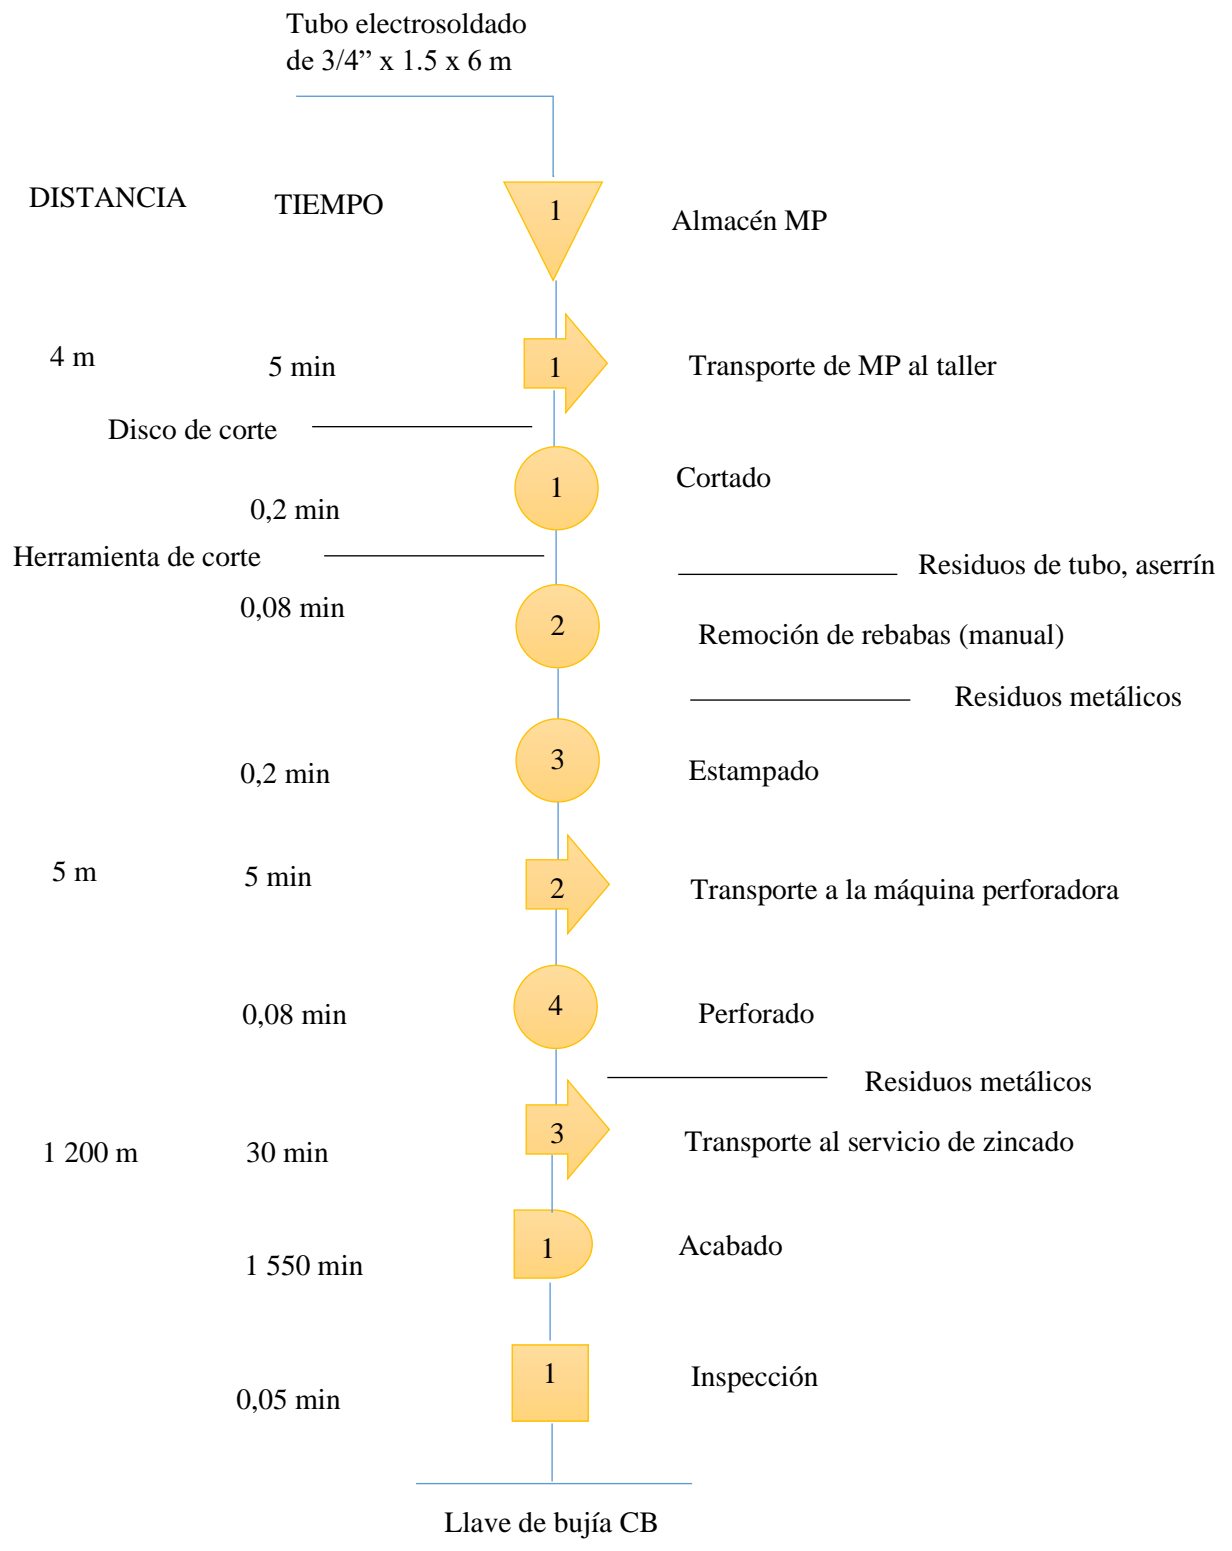 Tubo electrosoldado
de 3/4” x 1.5 x 6 m
DISTANCIA
TIEMPO
1
Almacén MP
4 m
5 min
1
Transporte de MP al taller
Disco de corte
0,2 min
1
Cortado
Herramienta de corte
Residuos de tubo, aserrín
0,08 min
2
Remoción de rebabas (manual)
Residuos metálicos
0,2 min
3
Estampado
5 m
5 min
2
Transporte a la máquina perforadora
0,08 min
4
Perforado
Residuos metálicos
1 200 m
30 min
3
Transporte al servicio de zincado
1 550 min
1
Acabado
0,05 min
1
Inspección
Llave de bujía CB